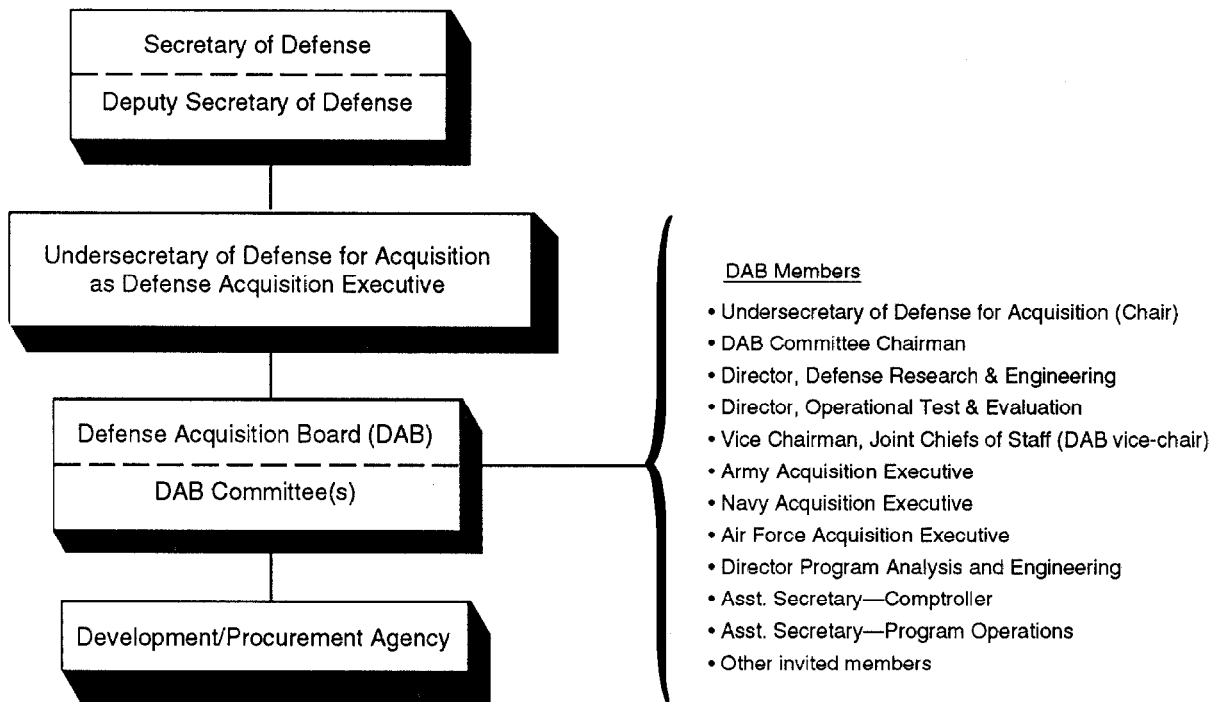 Secretary of Defense
Deputy Secretary of Defense
Undersecretary of Defense for Acquisition
as Defense Acquisition Executive
Defense Acquisition Board (DAB)
DAB Committee(s)
Development/Procurement Agency
DAB Members
• Undersecretary of Defense for Acquisition (Chair)
• DAB Committee Chairman
• Director, Defense Research & Engineering
• Director, Operational Test & Evaluation
• Vice Chairman, Joint Chiefs of Staff (DAB vice-chair)
• Army Acquisition Executive
• Navy Acquisition Executive
• Air Force Acquisition Executive
• Director Program Analysis and Engineering
• Asst. Secretary—Comptroller
• Asst. Secretary—Program Operations
• Other invited members